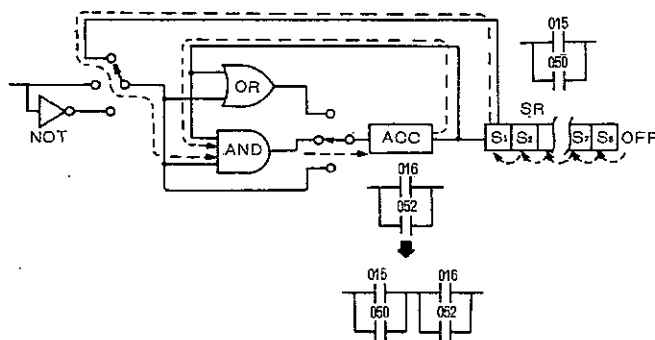 015
050
OR
SR
NOT
AND
ACC
S1 S2 S7 S8 OFF
016
052
015 016
050 052